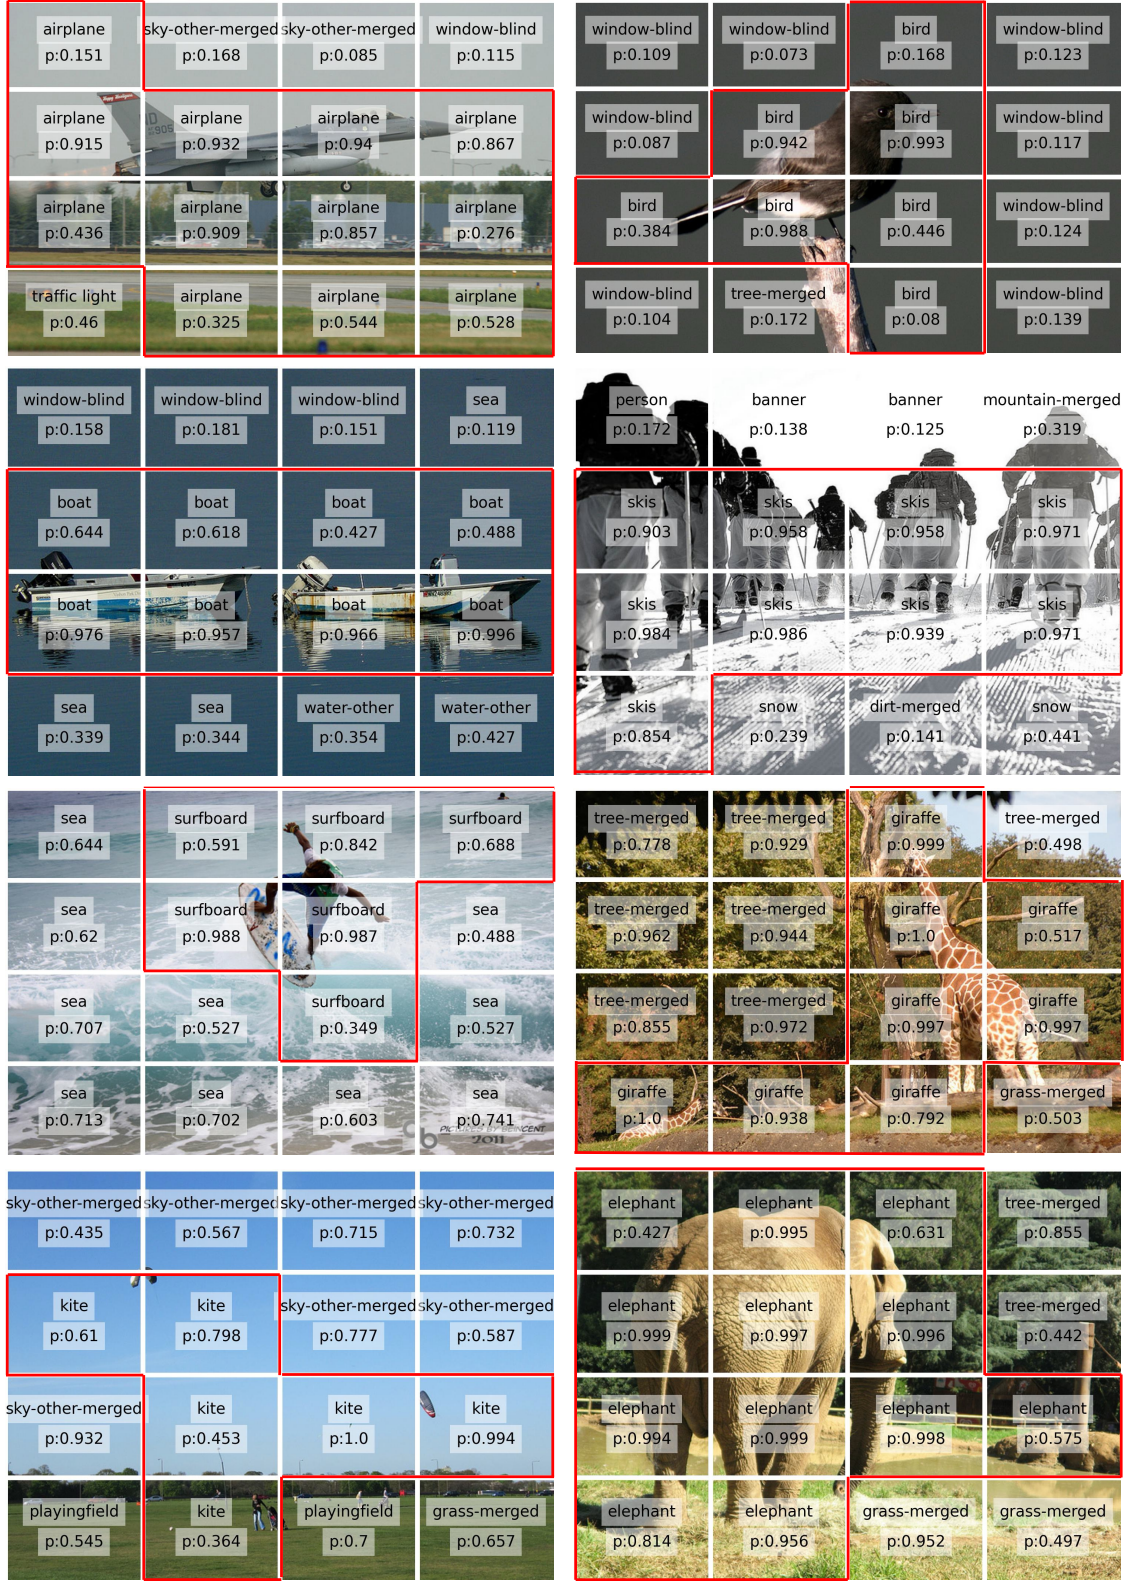 airplane sky-other-merged sky-other-merged window-blind
p:0.151 p:0.168 p:0.085 p:0.115
airplane airplane airplane airplane
p:0.915 p:0.932 p:0.94 p:0.867
airplane airplane airplane airplane
p:0.436 p:0.909 p:0.857 p:0.276
traffic light airplane airplane airplane
p:0.46 p:0.325 p:0.544 p:0.528
window-blind window-blind bird window-blind
p:0.109 p:0.073 p:0.168 p:0.123
window-blind bird bird window-blind
p:0.087 p:0.942 p:0.993 p:0.117
bird bird bird window-blind
p:0.384 p:0.988 p:0.446 p:0.124
window-blind tree-merged bird window-blind
p:0.104 p:0.172 p:0.08 p:0.139
window-blind window-blind window-blind sea
p:0.158 p:0.181 p:0.151 p:0.119
boat boat boat boat
p:0.644 p:0.618 p:0.427 p:0.488
boat boat boat boat
p:0.976 p:0.957 p:0.966 p:0.996
sea sea water-other water-other
p:0.339 p:0.344 p:0.354 p:0.427
person banner banner mountain-merged
p:0.172 p:0.138 p:0.125 p:0.319
skis skis skis skis
p:0.903 p:0.958 p:0.958 p:0.971
skis skis skis skis
p:0.984 p:0.986 p:0.939 p:0.971
skis snow dirt-merged snow
p:0.854 p:0.239 p:0.141 p:0.441
sea surfboard surfboard surfboard
p:0.644 p:0.591 p:0.842 p:0.688
sea surfboard surfboard sea
p:0.62 p:0.988 p:0.987 p:0.488
sea sea surfboard sea
p:0.707 p:0.527 p:0.349 p:0.527
sea sea sea sea
p:0.713 p:0.702 p:0.603 p:0.741
2011
tree-merged tree-merged giraffe tree-merged
p:0.778 p:0.929 p:0.999 p:0.498
tree-merged tree-merged giraffe giraffe
p:0.962 p:0.944 p:1.0 p:0.517
tree-merged tree-merged giraffe giraffe
p:0.855 p:0.972 p:0.997 p:0.997
giraffe giraffe giraffe grass-merged
p:1.0 p:0.938 p:0.792 p:0.503
sky-other-merged sky-other-merged sky-other-merged sky-other-merged
p:0.435 p:0.567 p:0.715 p:0.732
kite kite sky-other-merged sky-other-merged
p:0.61 p:0.798 p:0.777 p:0.587
sky-other-merged kite kite kite
p:0.932 p:0.453 p:1.0 p:0.994
playingfield kite playingfield grass-merged
p:0.545 p:0.364 p:0.7 p:0.657
elephant elephant elephant tree-merged
p:0.427 p:0.995 p:0.631 p:0.855
elephant elephant elephant tree-merged
p:0.999 p:0.997 p:0.996 p:0.442
elephant elephant elephant elephant
p:0.994 p:0.999 p:0.998 p:0.575
elephant elephant grass-merged grass-merged
p:0.814 p:0.956 p:0.952 p:0.497